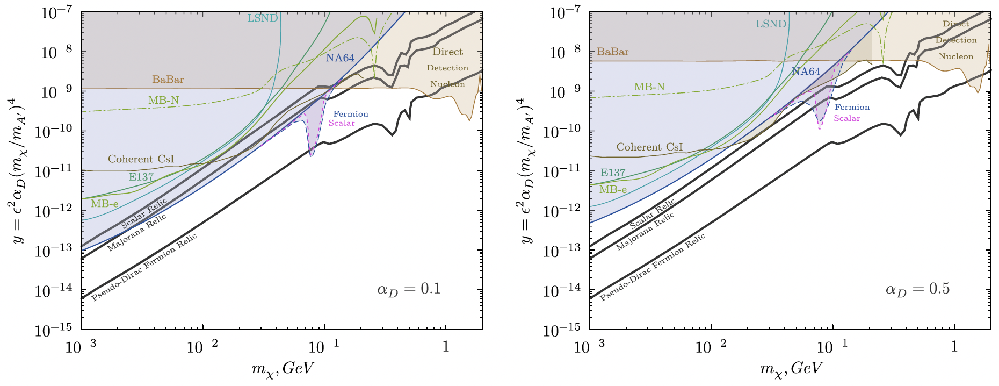 10⁻⁷
10⁻⁸
10⁻⁹
10⁻¹⁰
10⁻¹¹
10⁻¹²
10⁻¹³
10⁻¹⁴
10⁻¹⁵
y = ϵ²α_D(m_χ/m_A′)⁴
LSND
NA64
Direct
Detection
Nucleon
BaBar
MB-N
Fermion
Scalar
Coherent CsI
E137
MB-e
Scalar Relic
Majorana Relic
Pseudo-Dirac Fermion Relic
α_D = 0.1
10⁻³
10⁻²
10⁻¹
1
m_χ, GeV
10⁻⁷
10⁻⁸
10⁻⁹
10⁻¹⁰
10⁻¹¹
10⁻¹²
10⁻¹³
10⁻¹⁴
10⁻¹⁵
y = ϵ²α_D(m_χ/m_A′)⁴
LSND
Direct
Detection
Nucleon
BaBar
NA64
MB-N
Fermion
Scalar
Coherent CsI
E137
MB-e
Scalar Relic
Majorana Relic
Pseudo-Dirac Fermion Relic
α_D = 0.5
10⁻³
10⁻²
10⁻¹
1
m_χ, GeV